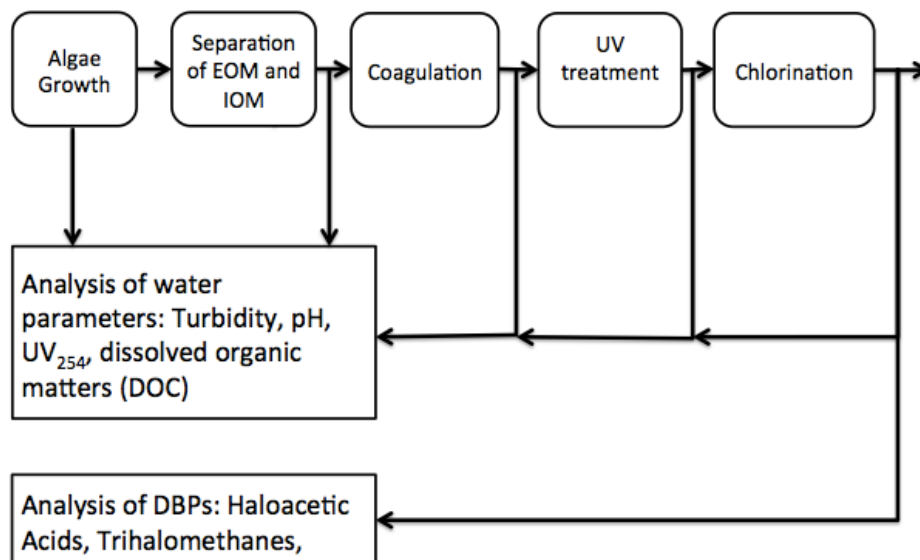 Algae
Growth
Separation
of EOM and
IOM
Coagulation
UV
treatment
Chlorination
Analysis of water
parameters: Turbidity, pH,
UV254, dissolved organic
matters (DOC)
Analysis of DBPs: Haloacetic
Acids, Trihalomethanes,